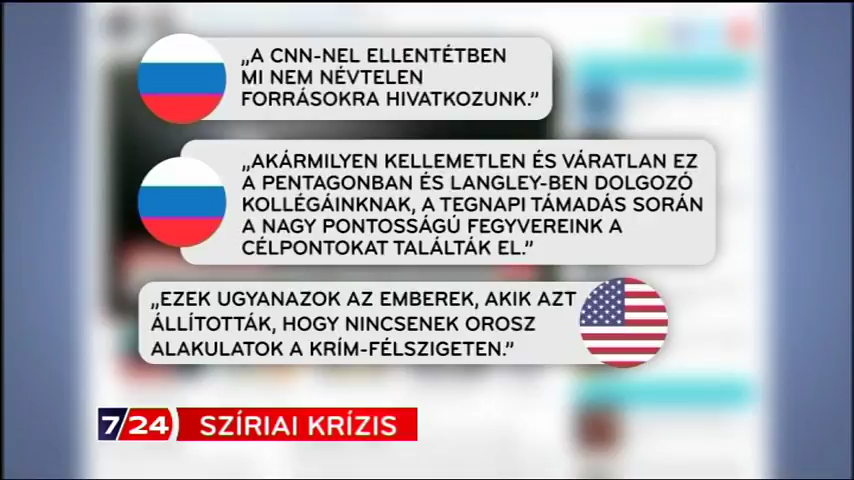 „A CNN-NEL ELLENTÉTBEN
MI NEM NÉVTELEN
FORRÁSOKRA HIVATKOZUNK.”
„AKÁRMILYEN KELLEMETLEN ÉS VÁRATLAN EZ
A PENTAGONBAN ÉS LANGLEY-BEN DOLGOZÓ
KOLLÉGÁINKNAK, A TEGNAPI TÁMADÁS SORÁN
A NAGY PONTOSSÁGÚ FEGYVEREINK A
CÉLPONTOKAT TALÁLTÁK EL.”
„EZEK UGYANAZOK AZ EMBEREK, AKIK AZT
ÁLLÍTOTTÁK, HOGY NINCSENEK OROSZ
ALAKULATOK A KRÍM-FÉLSZIGETEN.”
7/24 SZÍRIAI KRÍZIS